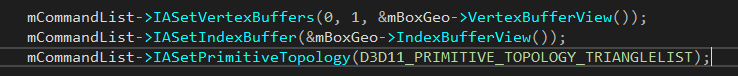 mCommandList->IASetVertexBuffers(0, 1, &mBoxGeo->VertexBufferView());
mCommandList->IASetIndexBuffer(&mBoxGeo->IndexBufferView());
mCommandList->IASetPrimitiveTopology(D3D11_PRIMITIVE_TOPOLOGY_TRIANGLELIST);